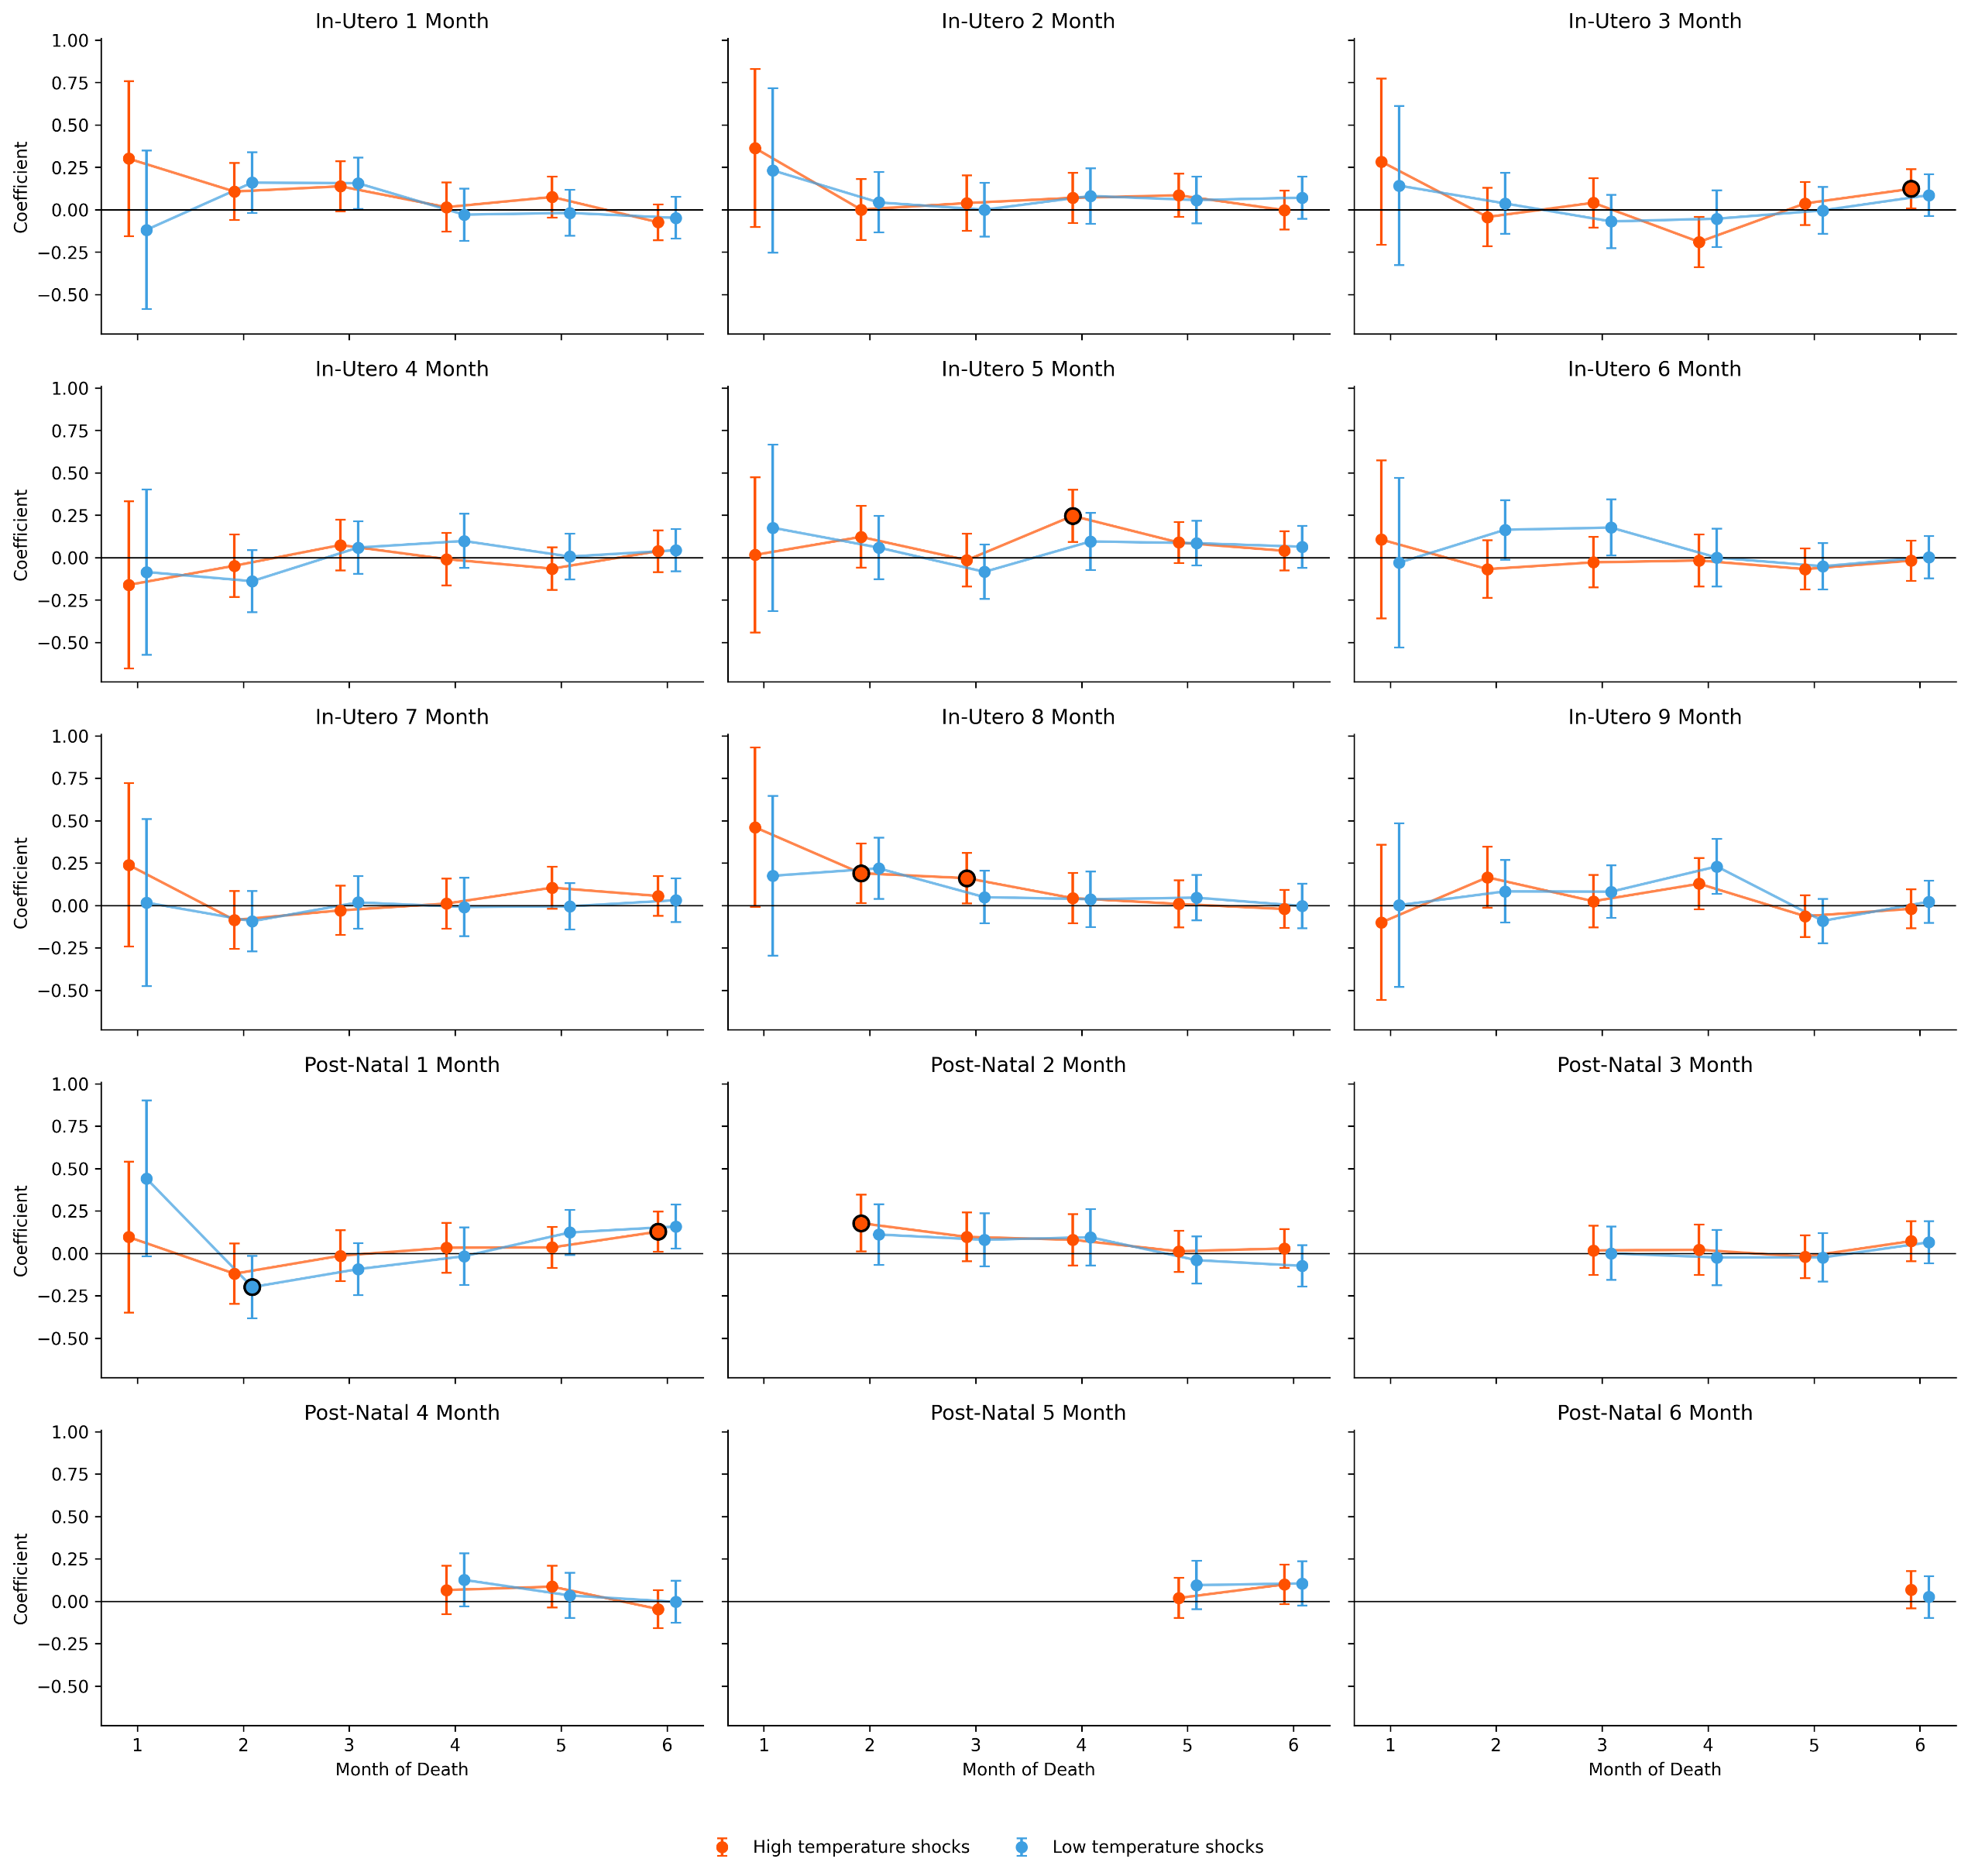 In-Utero 1 Month In-Utero 2 Month In-Utero 3 Month
1.00
0.75
0.50
0.25
0.00
−0.25
−0.50
Coefficient
In-Utero 4 Month In-Utero 5 Month In-Utero 6 Month
1.00
0.75
0.50
0.25
0.00
−0.25
−0.50
Coefficient
In-Utero 7 Month In-Utero 8 Month In-Utero 9 Month
1.00
0.75
0.50
0.25
0.00
−0.25
−0.50
Coefficient
Post-Natal 1 Month Post-Natal 2 Month Post-Natal 3 Month
1.00
0.75
0.50
0.25
0.00
−0.25
−0.50
Coefficient
Post-Natal 4 Month Post-Natal 5 Month Post-Natal 6 Month
1.00
0.75
0.50
0.25
0.00
−0.25
−0.50
Coefficient
1 2 3 4 5 6 1 2 3 4 5 6 1 2 3 4 5 6
Month of Death Month of Death Month of Death
High temperature shocks Low temperature shocks